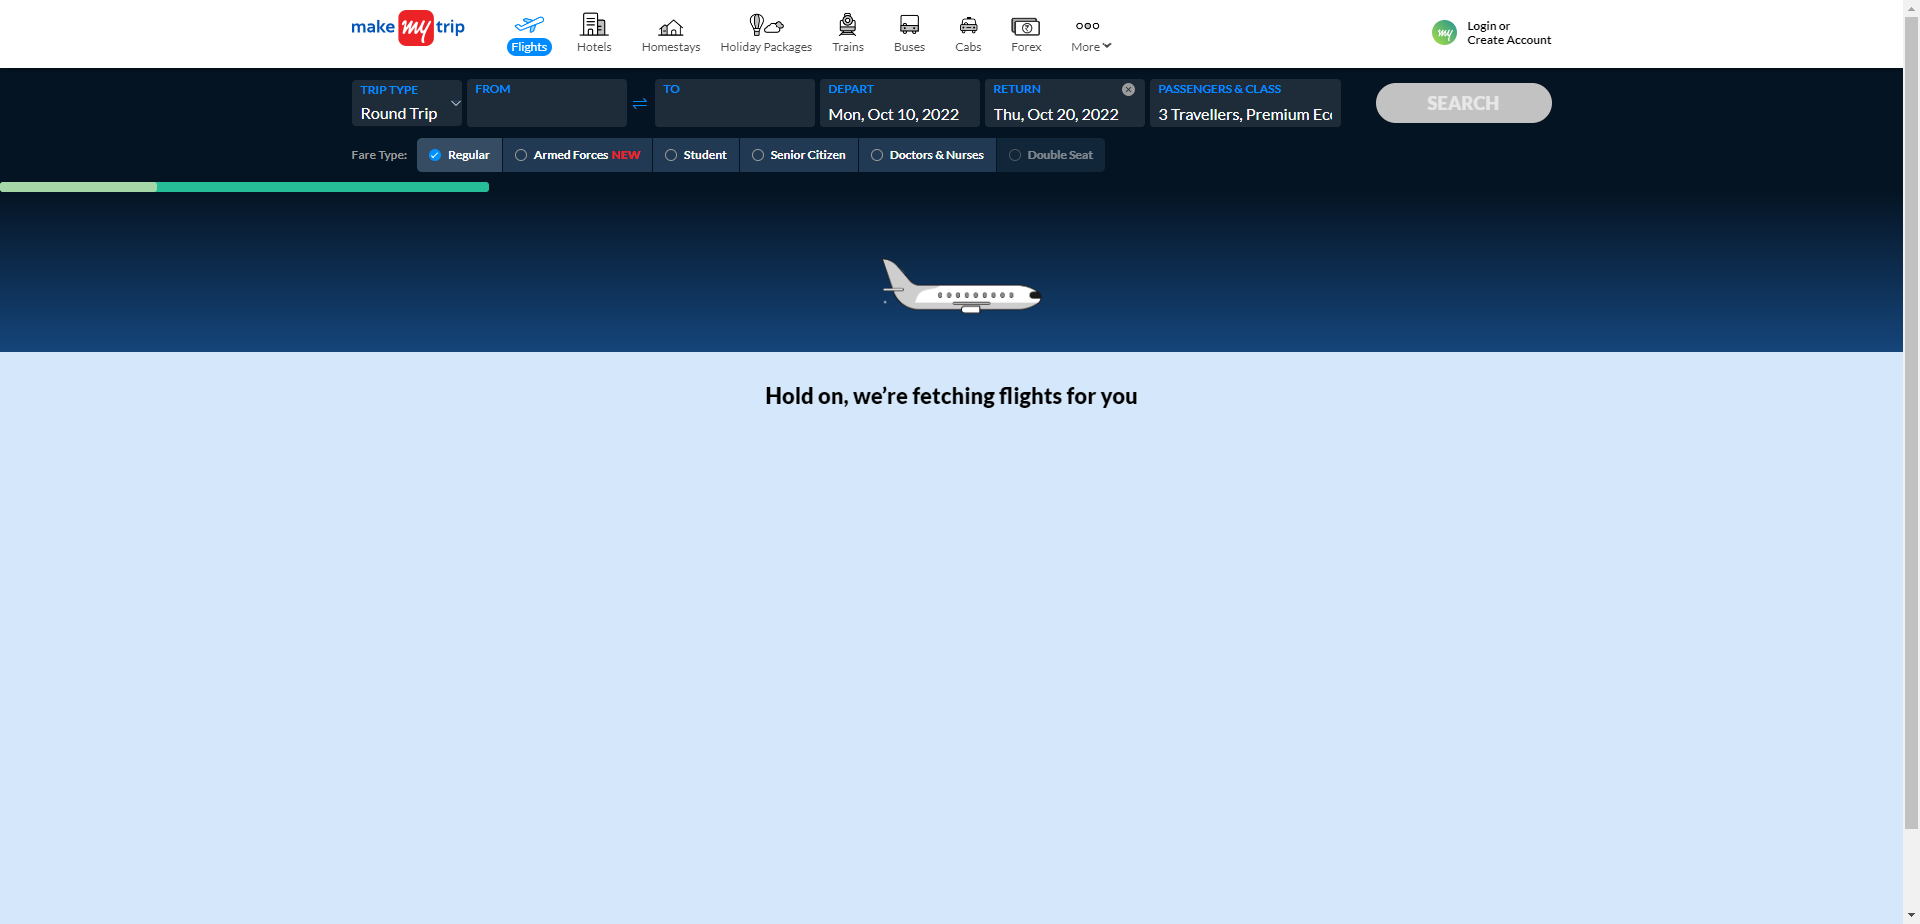 make my trip
Flights
Hotels
Homestays
Holiday Packages
Trains
Buses
Cabs
Forex
More
my
Login or
Create Account
TRIP TYPE
Round Trip
FROM
TO
DEPART
Mon, Oct 10, 2022
RETURN
Thu, Oct 20, 2022
PASSENGERS & CLASS
3 Travellers, Premium Ec
SEARCH
Fare Type:
Regular
Armed Forces NEW
Student
Senior Citizen
Doctors & Nurses
Double Seat
Hold on, we’re fetching flights for you